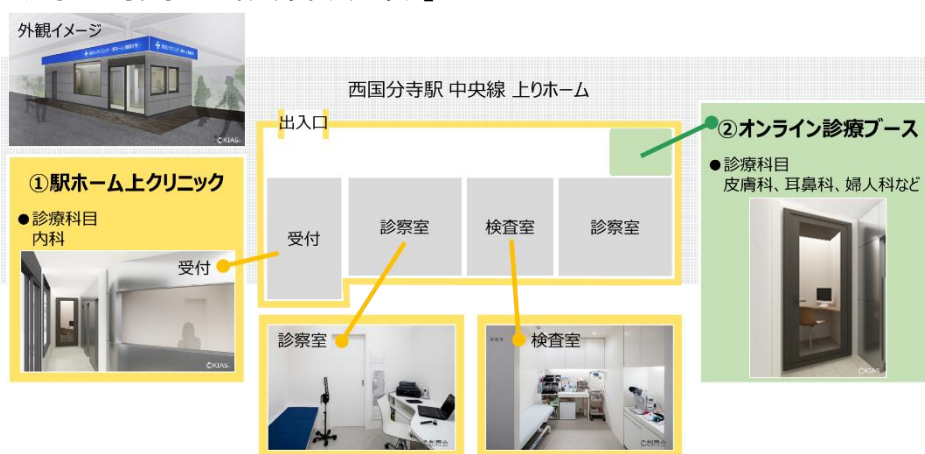 外観イメージ
©KIAS
西国分寺駅 中央線 上りホーム
出入口
②オンライン診療ブース
●診療科目
皮膚科、耳鼻科、婦人科など
©KIAS
①駅ホーム上クリニック
●診療科目
内科
受付
©KIAS
受付
診察室
検査室
診察室
診察室
検査室